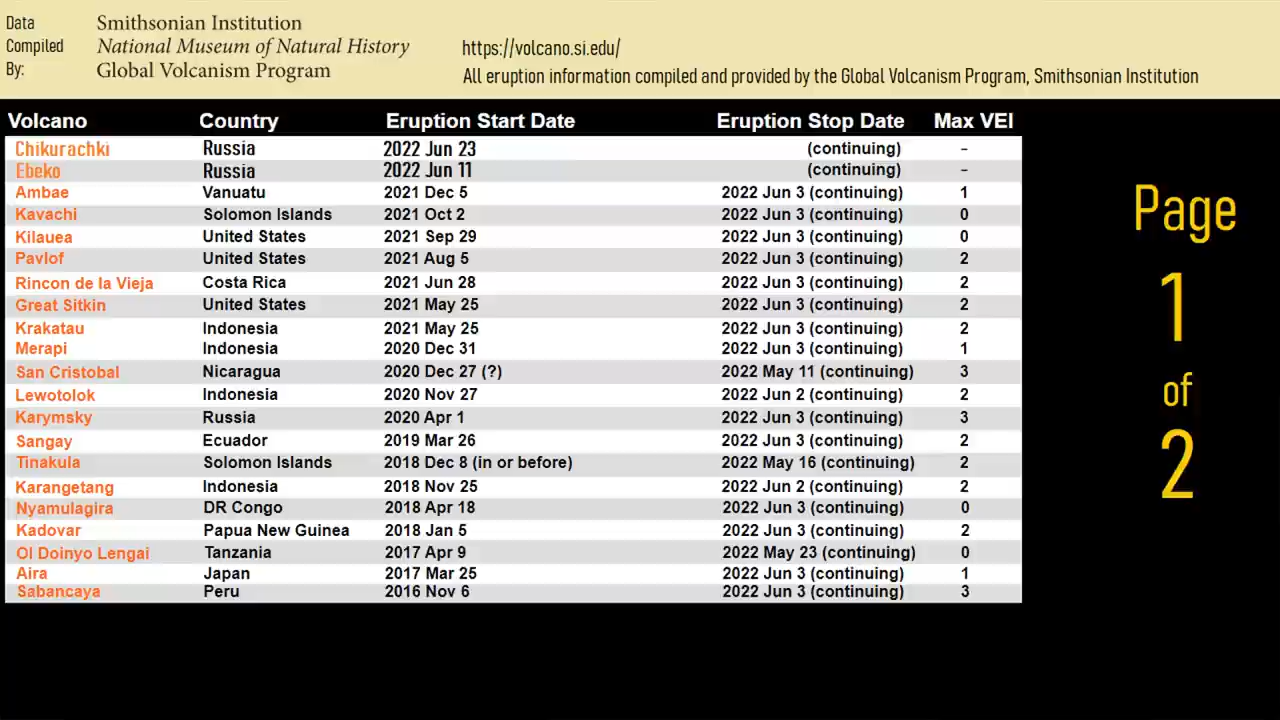 Data
Compiled
By:
Smithsonian Institution
National Museum of Natural History
Global Volcanism Program
https://volcano.si.edu/
All eruption information compiled and provided by the Global Volcanism Program, Smithsonian Institution
Volcano Country Eruption Start Date Eruption Stop Date Max VEI
Chikurachki Russia 2022 Jun 23 (continuing) -
Ebeko Russia 2022 Jun 11 (continuing) -
Ambae Vanuatu 2021 Dec 5 2022 Jun 3 (continuing) 1
Kavachi Solomon Islands 2021 Oct 2 2022 Jun 3 (continuing) 0
Kilauea United States 2021 Sep 29 2022 Jun 3 (continuing) 0
Pavlof United States 2021 Aug 5 2022 Jun 3 (continuing) 2
Rincon de la Vieja Costa Rica 2021 Jun 28 2022 Jun 3 (continuing) 2
Great Sitkin United States 2021 May 25 2022 Jun 3 (continuing) 2
Krakatau Indonesia 2021 May 25 2022 Jun 3 (continuing) 2
Merapi Indonesia 2020 Dec 31 2022 Jun 3 (continuing) 1
San Cristobal Nicaragua 2020 Dec 27 (?) 2022 May 11 (continuing) 3
Lewotolok Indonesia 2020 Nov 27 2022 Jun 2 (continuing) 2
Karymsky Russia 2020 Apr 1 2022 Jun 3 (continuing) 3
Sangay Ecuador 2019 Mar 26 2022 Jun 3 (continuing) 2
Tinakula Solomon Islands 2018 Dec 8 (in or before) 2022 May 16 (continuing) 2
Karangetang Indonesia 2018 Nov 25 2022 Jun 2 (continuing) 2
Nyamulagira DR Congo 2018 Apr 18 2022 Jun 3 (continuing) 0
Kadovar Papua New Guinea 2018 Jan 5 2022 Jun 3 (continuing) 2
Ol Doinyo Lengai Tanzania 2017 Apr 9 2022 May 23 (continuing) 0
Aira Japan 2017 Mar 25 2022 Jun 3 (continuing) 1
Sabancaya Peru 2016 Nov 6 2022 Jun 3 (continuing) 3
Page
1
of
2